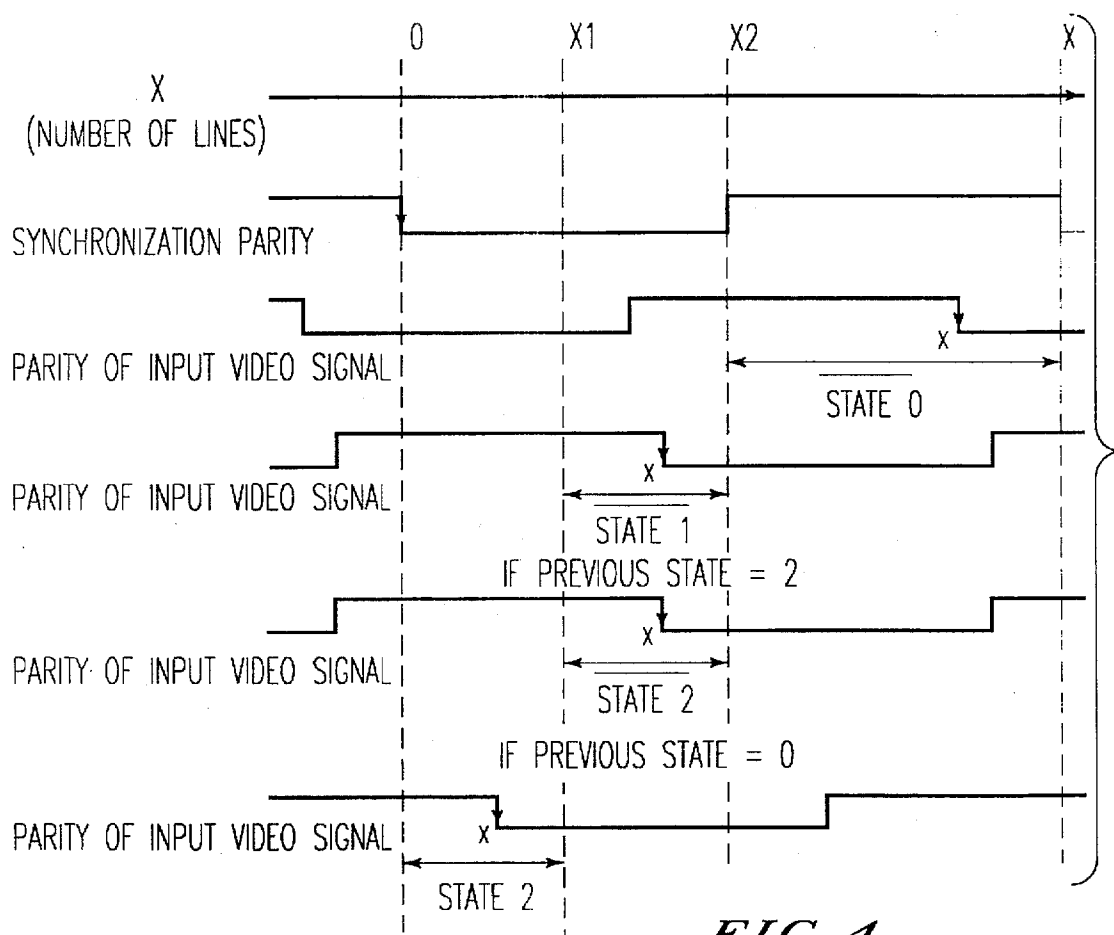 0 X1 X2 X
X
(NUMBER OF LINES)
SYNCHRONIZATION PARITY
PARITY OF INPUT VIDEO SIGNAL
x
STATE 0
PARITY OF INPUT VIDEO SIGNAL
x
STATE 1
IF PREVIOUS STATE = 2
PARITY OF INPUT VIDEO SIGNAL
x
STATE 2
IF PREVIOUS STATE = 0
PARITY OF INPUT VIDEO SIGNAL
x
STATE 2